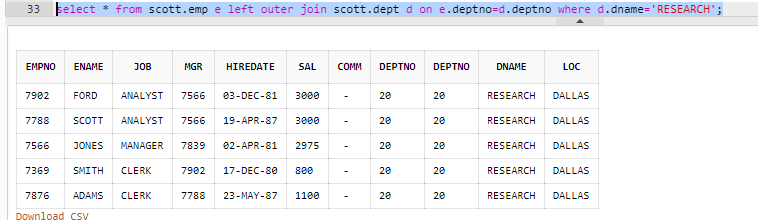 33 select * from scott.emp e left outer join scott.dept d on e.deptno=d.deptno where d.dname='RESEARCH';
EMPNO ENAME JOB MGR HIREDATE SAL COMM DEPTNO DEPTNO DNAME LOC
7902 FORD ANALYST 7566 03-DEC-81 3000 - 20 20 RESEARCH DALLAS
7788 SCOTT ANALYST 7566 19-APR-87 3000 - 20 20 RESEARCH DALLAS
7566 JONES MANAGER 7839 02-APR-81 2975 - 20 20 RESEARCH DALLAS
7369 SMITH CLERK 7902 17-DEC-80 800 - 20 20 RESEARCH DALLAS
7876 ADAMS CLERK 7788 23-MAY-87 1100 - 20 20 RESEARCH DALLAS
Download CSV